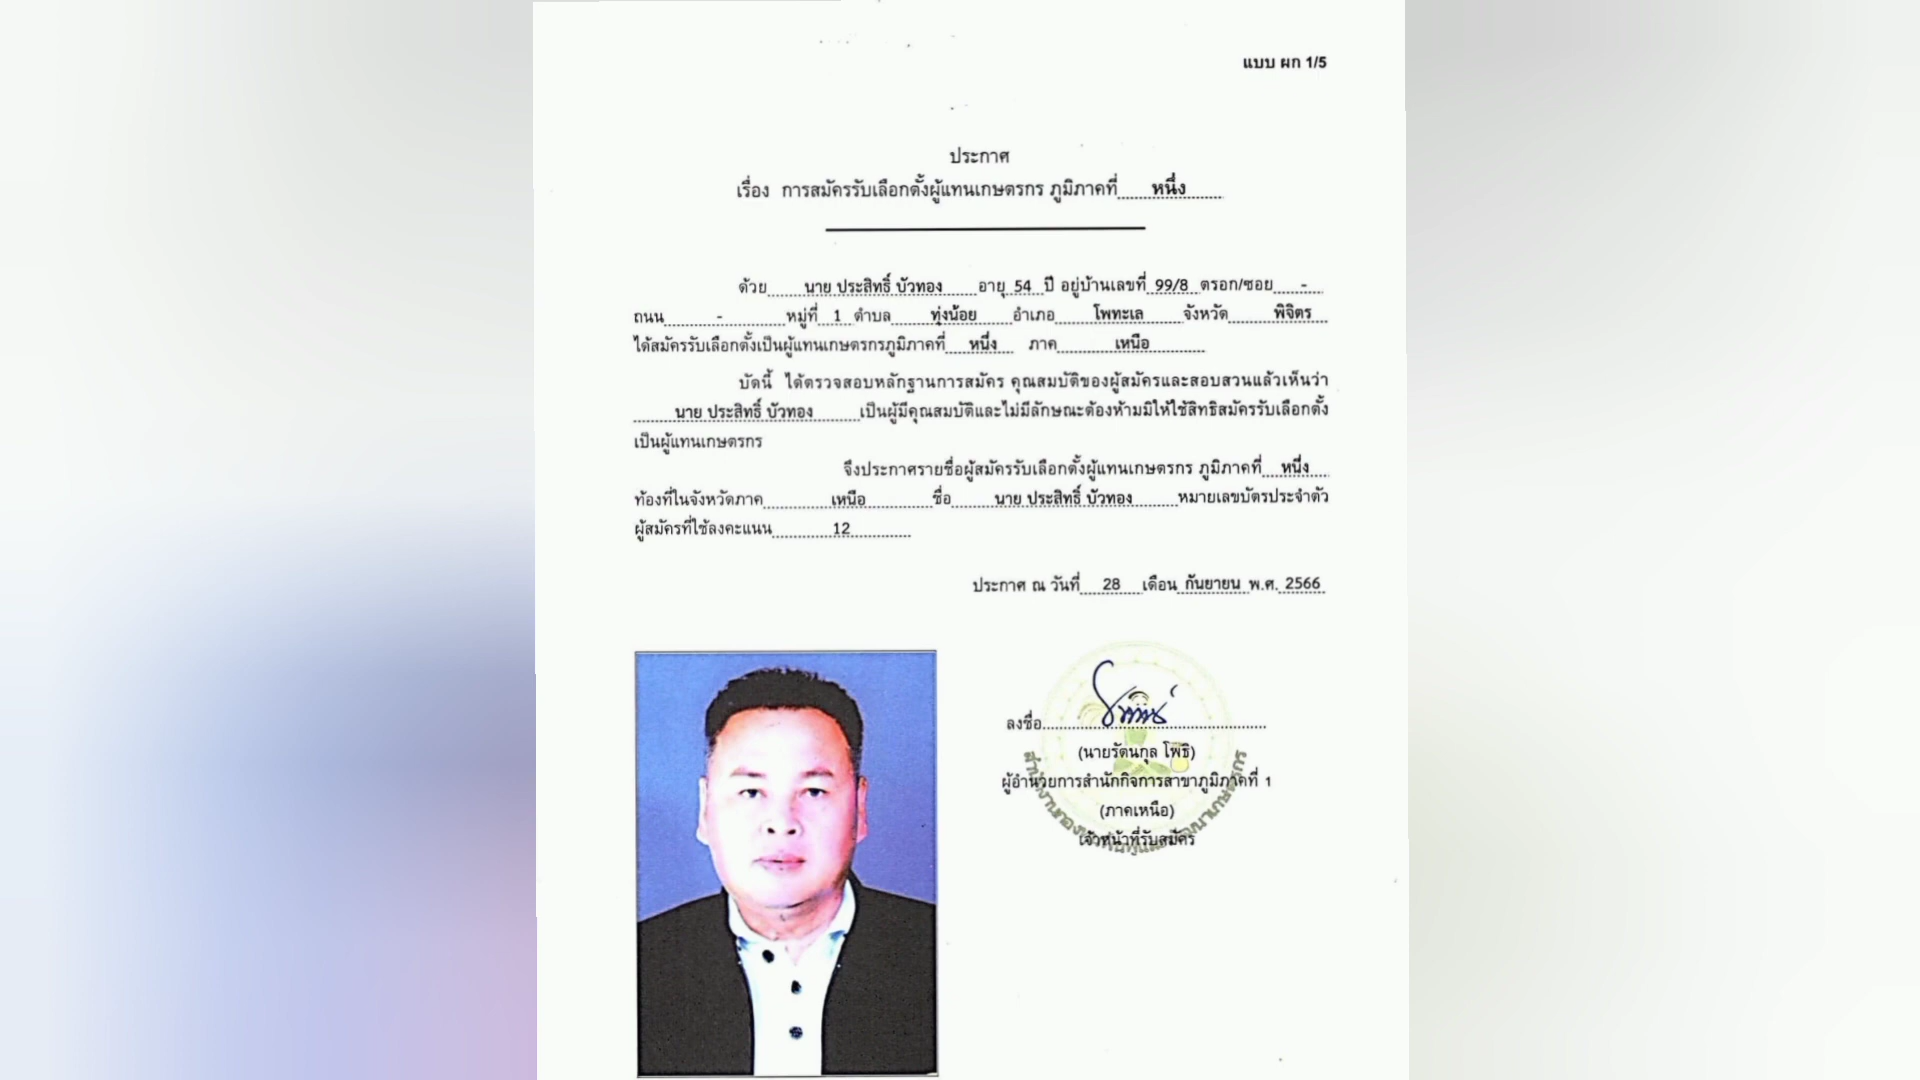 แบบ ผก 1/5
ประกาศ
เรื่อง การสมัครรับเลือกตั้งผู้แทนเกษตรกร ภูมิภาคที่ หนึ่ง
ด้วย นาย ประสิทธิ์ บัวทอง อายุ 54 ปี อยู่บ้านเลขที่ 99/8 ตรอก/ซอย -
ถนน - หมู่ที่ 1 ตำบล ทุ่งน้อย อำเภอ โพทะเล จังหวัด พิจิตร
ได้สมัครรับเลือกตั้งเป็นผู้แทนเกษตรกรภูมิภาคที่ หนึ่ง ภาค เหนือ
บัดนี้ ได้ตรวจสอบหลักฐานการสมัคร คุณสมบัติของผู้สมัครและสอบสวนแล้วเห็นว่า
นาย ประสิทธิ์ บัวทอง เป็นผู้มีคุณสมบัติและไม่มีลักษณะต้องห้ามมิให้ใช้สิทธิสมัครรับเลือกตั้ง
เป็นผู้แทนเกษตรกร
จึงประกาศรายชื่อผู้สมัครรับเลือกตั้งผู้แทนเกษตรกร ภูมิภาคที่ หนึ่ง
ท้องที่ในจังหวัดภาค เหนือ ชื่อ นาย ประสิทธิ์ บัวทอง หมายเลขบัตรประจำตัว
ผู้สมัครที่ใช้ลงคะแนน 12
ประกาศ ณ วันที่ 28 เดือน กันยายน พ.ศ. 2566
ลงชื่อ
(นายรัตนกุล โพธิ)
ผู้อำนวยการสำนักกิจการสาขาภูมิภาคที่ 1
(ภาคเหนือ)
เจ้าหน้าที่รับสมัคร